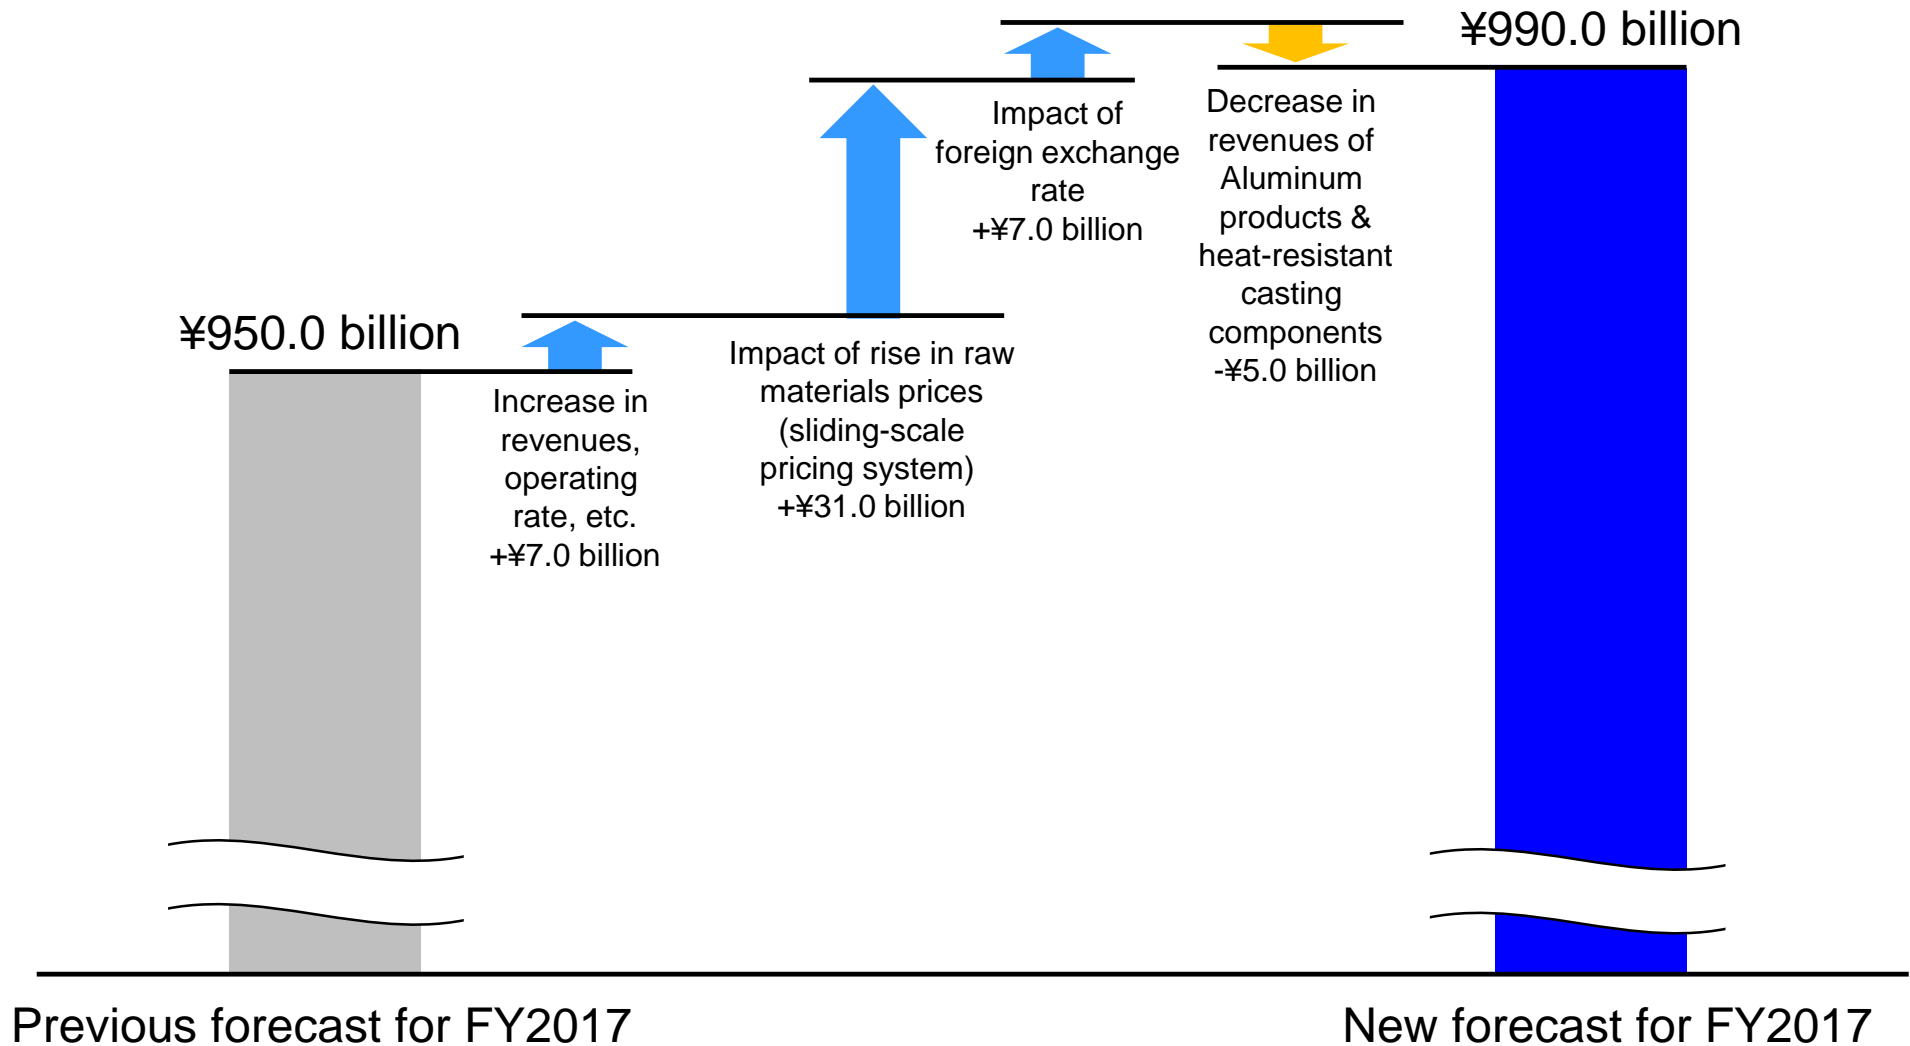 ¥950.0 billion
Increase in
revenues,
operating
rate, etc.
+¥7.0 billion
Impact of rise in raw
materials prices
(sliding-scale
pricing system)
+¥31.0 billion
Impact of
foreign exchange
rate
+¥7.0 billion
Decrease in
revenues of
Aluminum
products &
heat-resistant
casting
components
-¥5.0 billion
¥990.0 billion
Previous forecast for FY2017
New forecast for FY2017